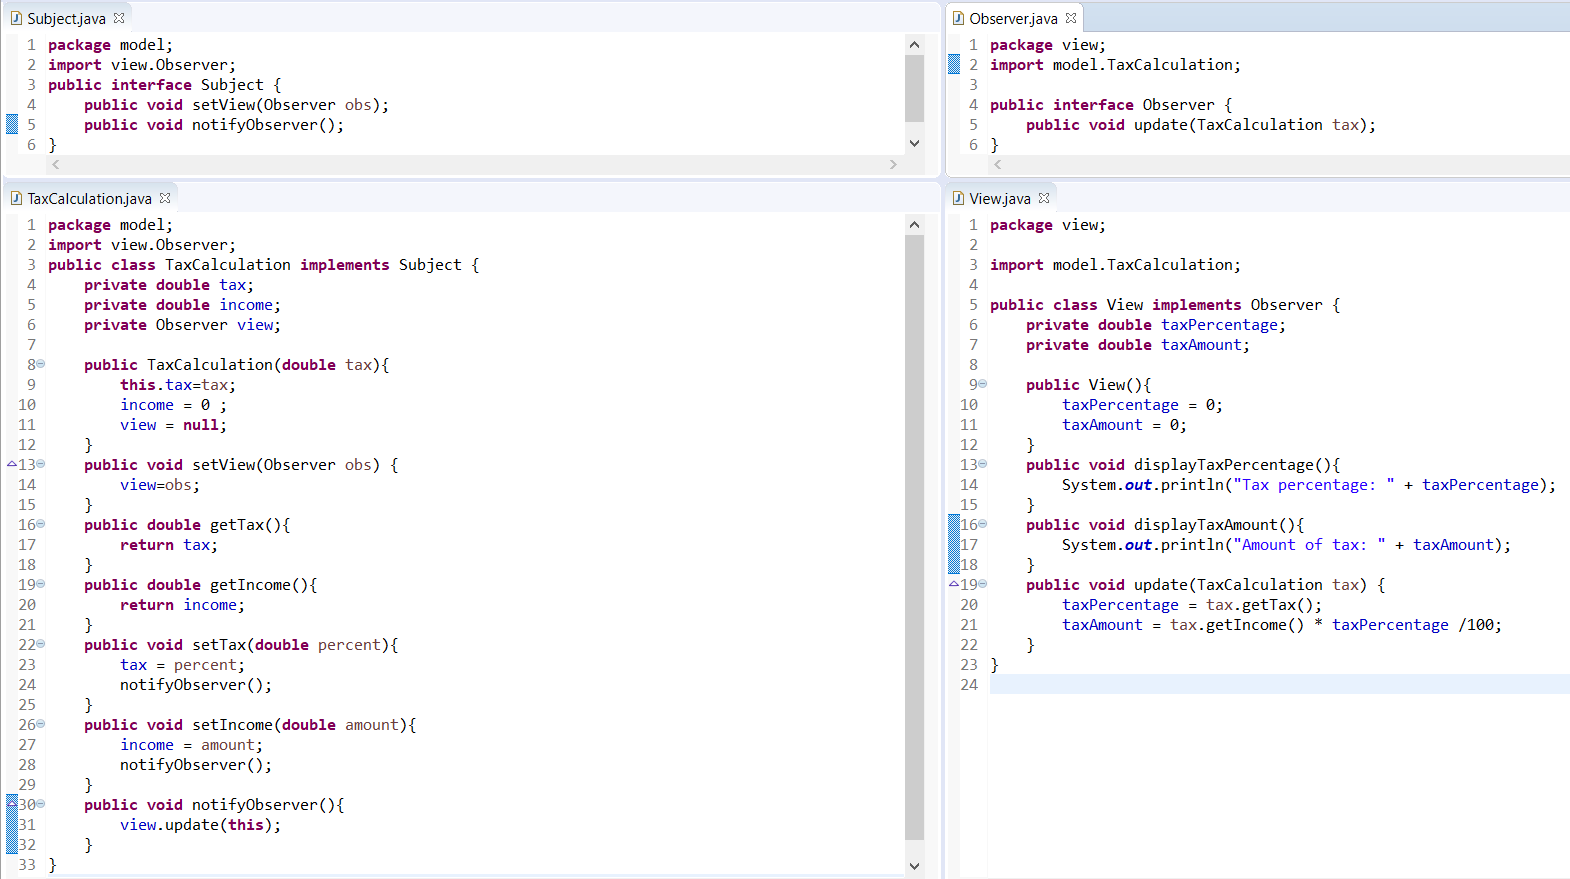 Subject.java
1 package model;
2 import view.Observer;
3 public interface Subject {
4     public void setView(Observer obs);
5     public void notifyObserver();
6 }
Observer.java
1 package view;
2 import model.TaxCalculation;
3
4 public interface Observer {
5     public void update(TaxCalculation tax);
6 }
TaxCalculation.java
1 package model;
2 import view.Observer;
3 public class TaxCalculation implements Subject {
4     private double tax;
5     private double income;
6     private Observer view;
7
8     public TaxCalculation(double tax){
9         this.tax=tax;
10         income = 0 ;
11         view = null;
12     }
13     public void setView(Observer obs) {
14         view=obs;
15     }
16     public double getTax(){
17         return tax;
18     }
19     public double getIncome(){
20         return income;
21     }
22     public void setTax(double percent){
23         tax = percent;
24         notifyObserver();
25     }
26     public void setIncome(double amount){
27         income = amount;
28         notifyObserver();
29     }
30     public void notifyObserver(){
31         view.update(this);
32     }
33 }
View.java
1 package view;
2
3 import model.TaxCalculation;
4
5 public class View implements Observer {
6     private double taxPercentage;
7     private double taxAmount;
8
9     public View(){
10         taxPercentage = 0;
11         taxAmount = 0;
12     }
13     public void displayTaxPercentage(){
14         System.out.println("Tax percentage: " + taxPercentage);
15     }
16     public void displayTaxAmount(){
17         System.out.println("Amount of tax: " + taxAmount);
18     }
19     public void update(TaxCalculation tax) {
20         taxPercentage = tax.getTax();
21         taxAmount = tax.getIncome() * taxPercentage /100;
22     }
23 }
24